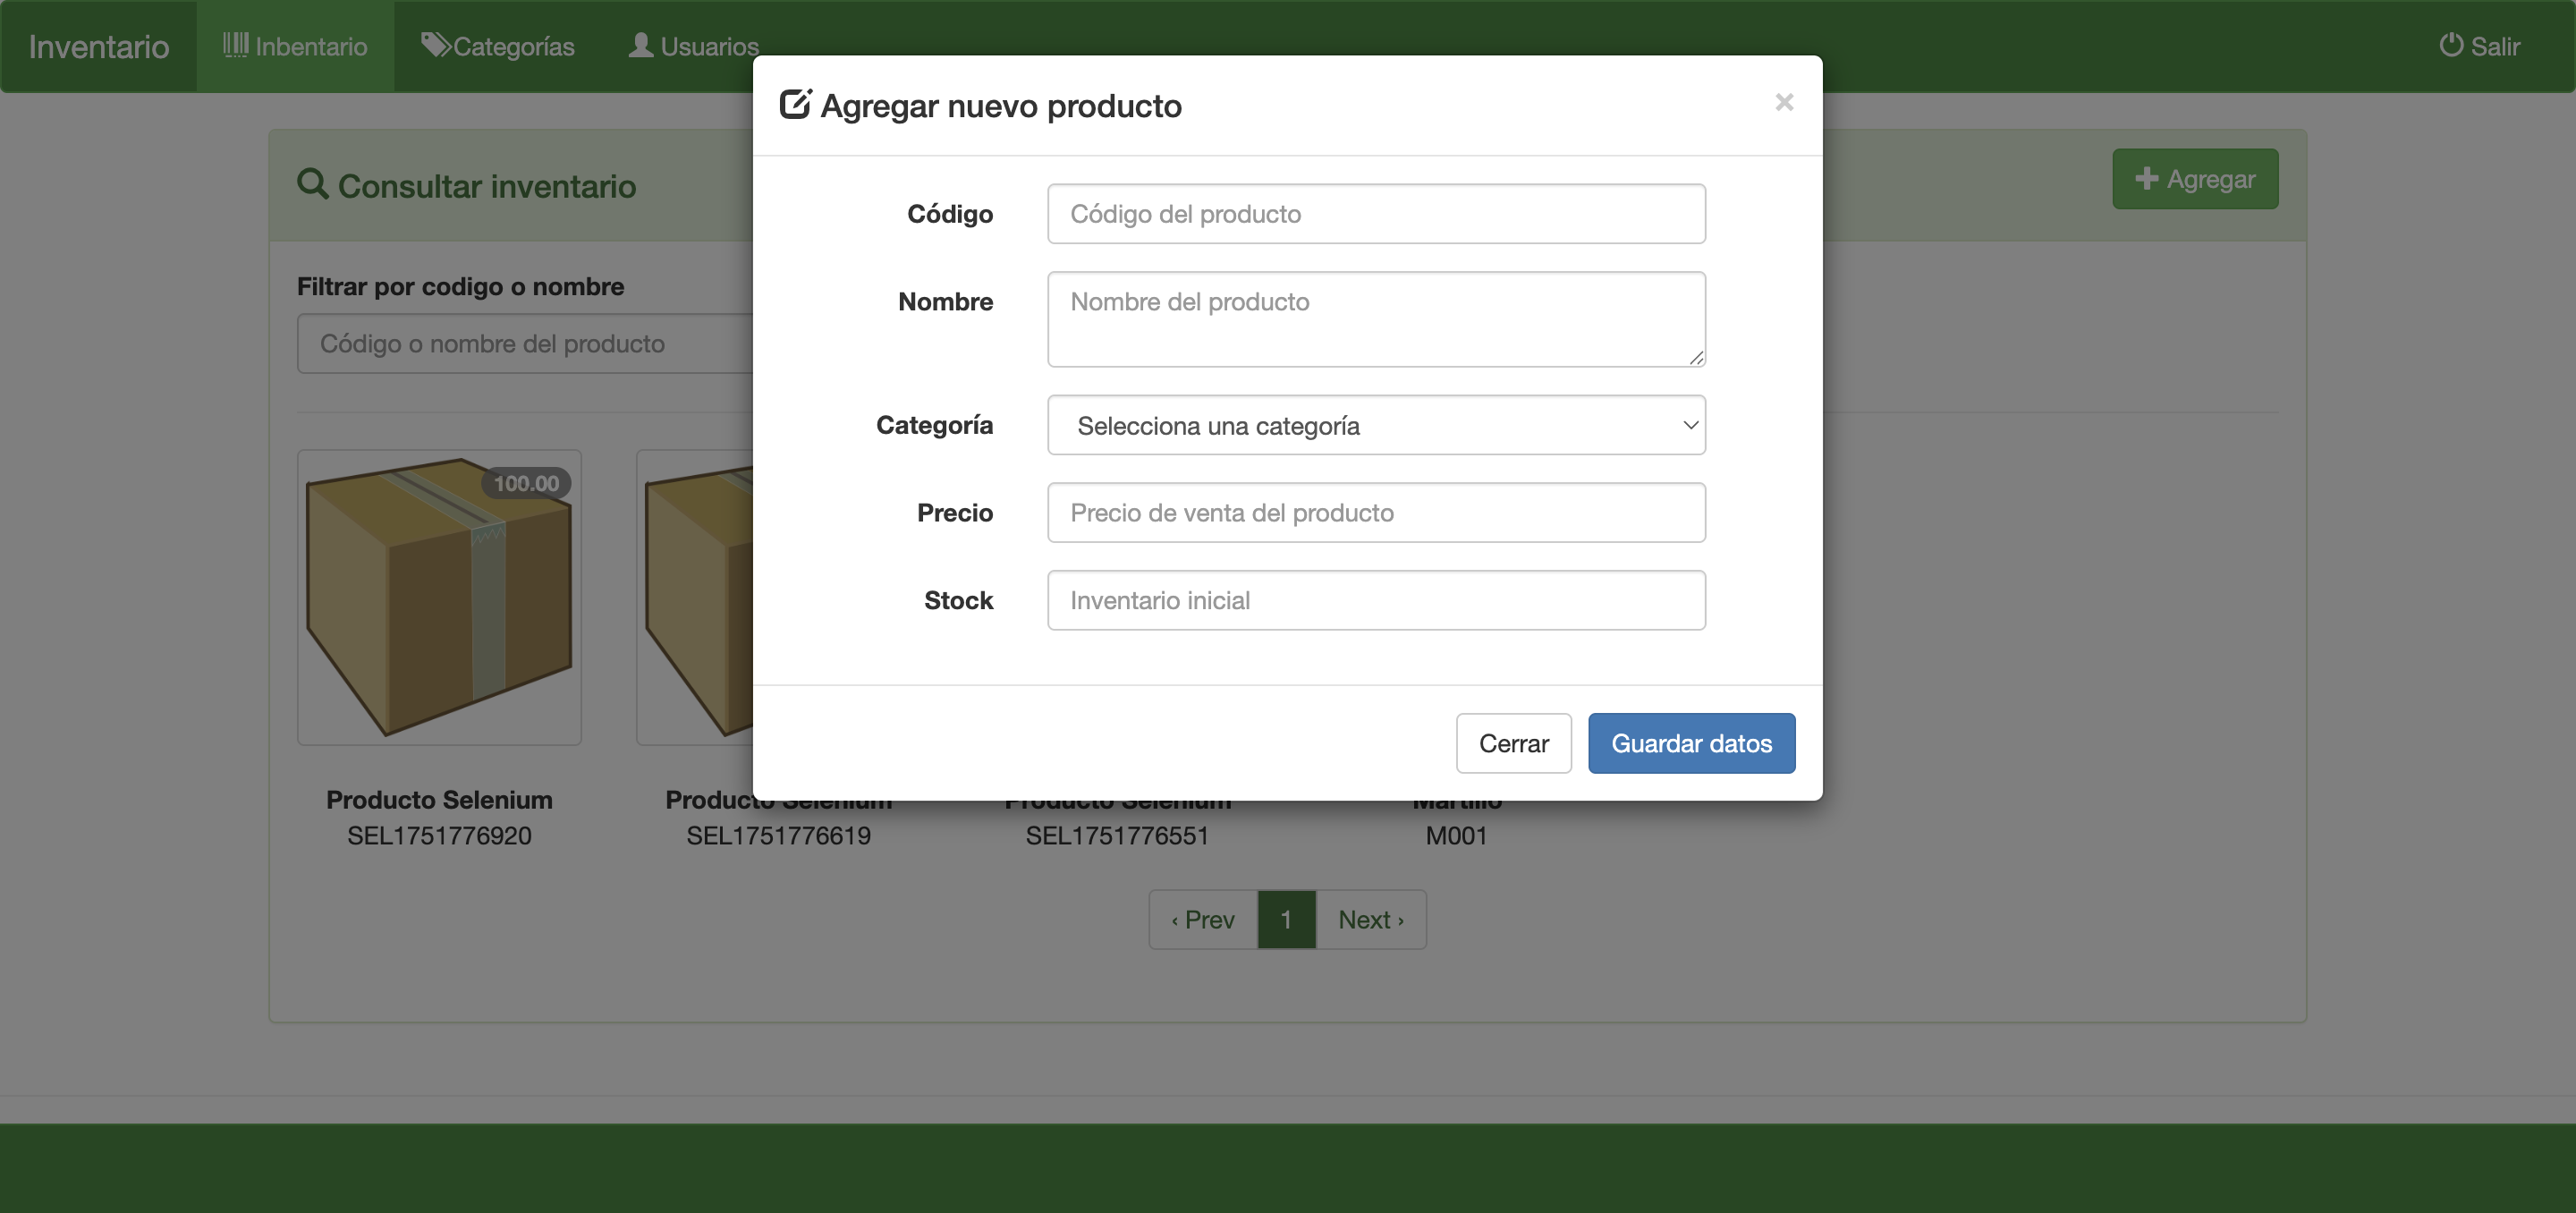 Inventario
Inbentario
Categorías
Usuarios
Salir
Agregar nuevo producto
×
Consultar inventario
Agregar
Código
Código del producto
Filtrar por codigo o nombre
Código o nombre del producto
Nombre
Nombre del producto
Categoría
Selecciona una categoría
Precio
Precio de venta del producto
Stock
Inventario inicial
100.00
Cerrar
Guardar datos
Producto Selenium
SEL1751776920
Producto Selenium
SEL1751776619
Producto Selenium
SEL1751776551
Martillo
M001
‹ Prev
1
Next ›